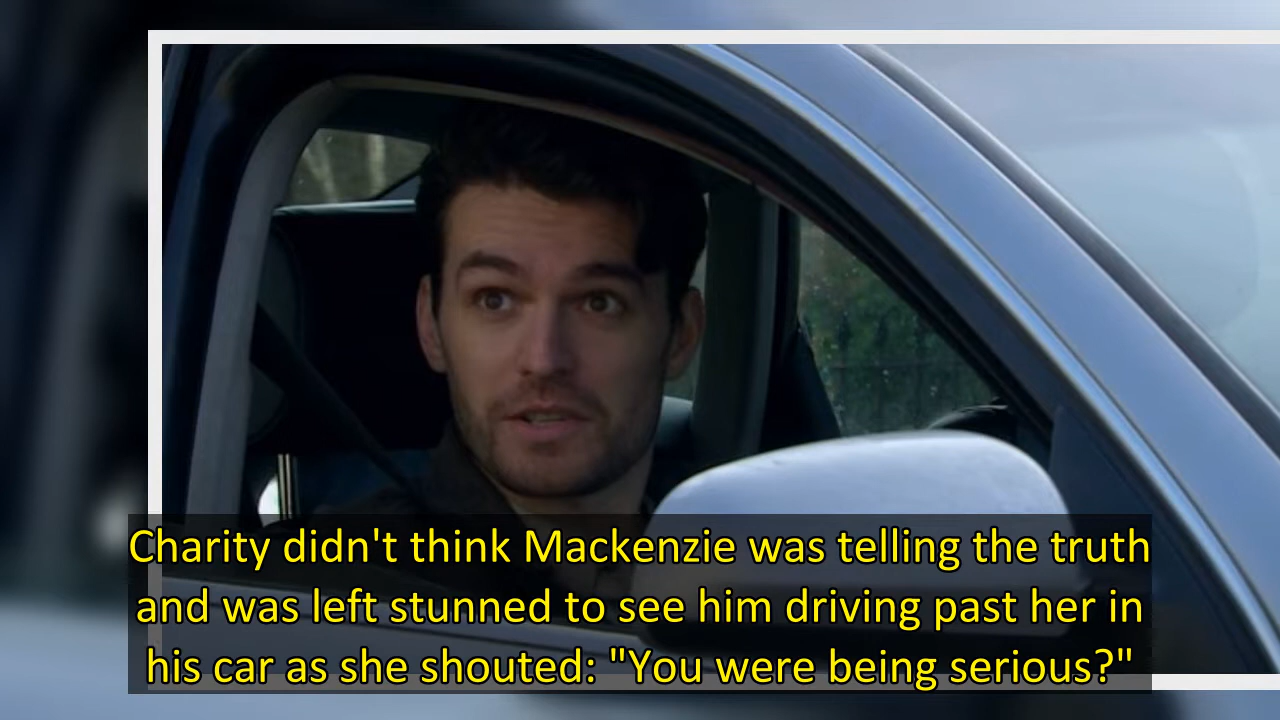 Charity didn't think Mackenzie was telling the truth
and was left stunned to see him driving past her in
his car as she shouted: "You were being serious?"